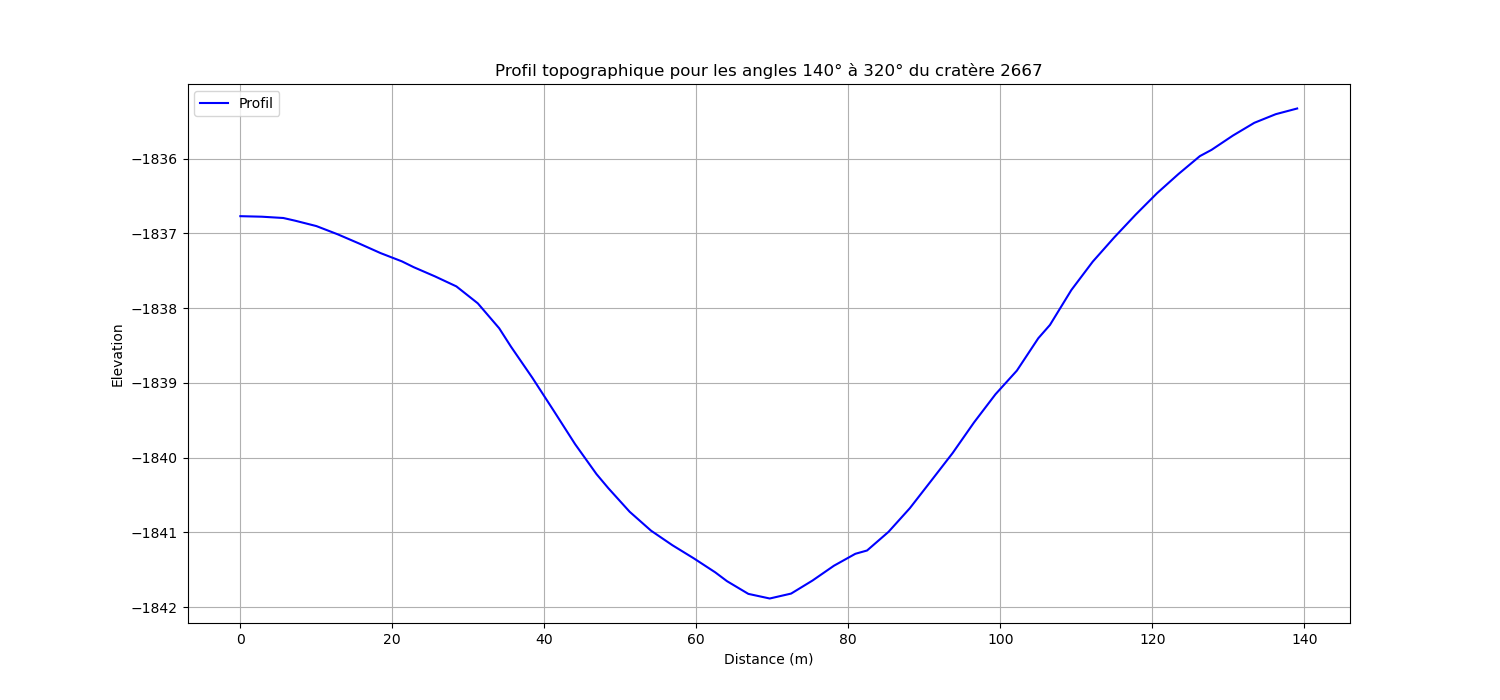 Profil topographique pour les angles 140° à 320° du cratère 2667
Profil
−1836
−1837
−1838
−1839
−1840
−1841
−1842
Elevation
0 20 40 60 80 100 120 140
Distance (m)